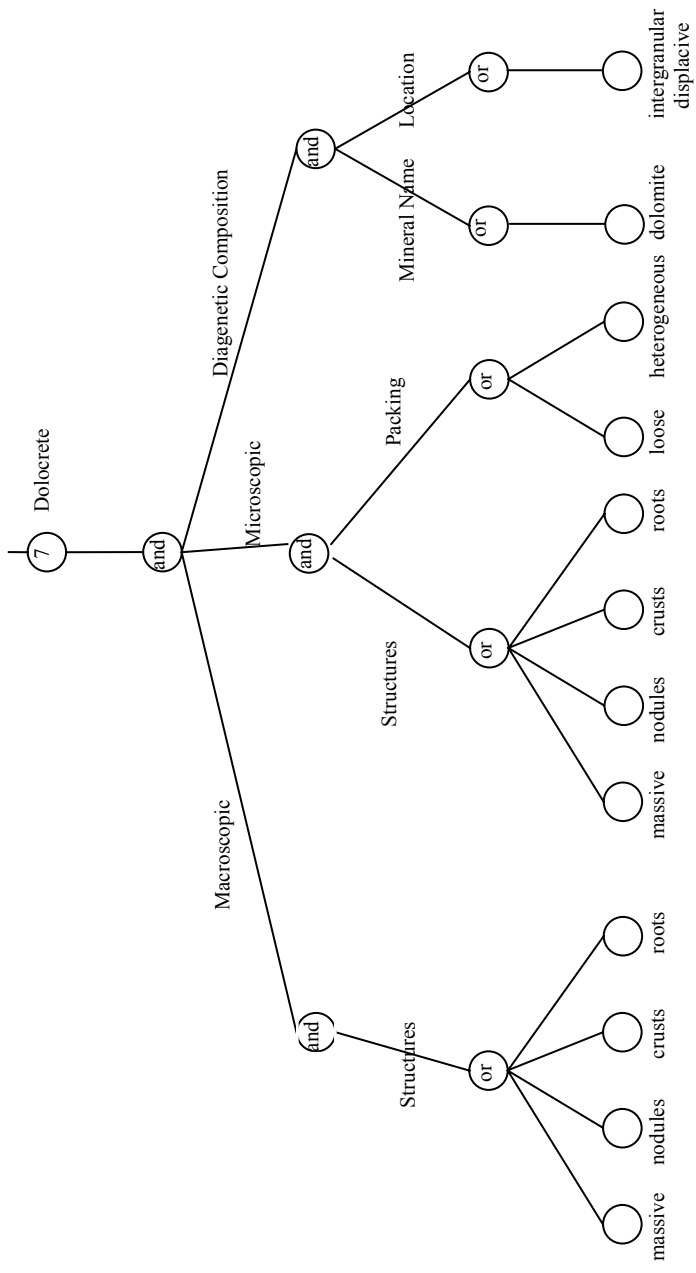 7
Dolocrete
and
Macroscopic
Microscopic
Diagenetic Composition
and
and
and
Structures
Structures
Packing
Mineral Name
Location
or
or
or
or
or
massive
nodules
crusts
roots
massive
nodules
crusts
roots
loose
heterogeneous
dolomite
intergranular
displacive